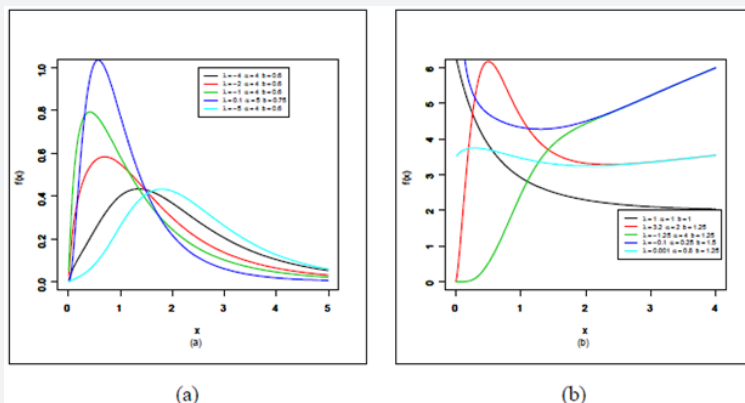 λ=-4 α=4 b=0.6
λ=-2 α=4 b=0.6
λ=-1 α=4 b=0.6
λ=0.1 α=5 b=0.75
λ=-6 α=4 b=0.6
f(x)
0.0 0.2 0.4 0.6 0.8 1.0
0 1 2 3 4 5
x
(a)
f(x)
0 1 2 3 4 5 6
λ=1 α=1 b=1
λ=3.2 α=2 b=1.25
λ=-1.25 α=4 b=1.25
λ=-0.1 α=0.25 b=1.5
λ=0.001 α=0.8 b=1.25
0 1 2 3 4
x
(b)
(a) (b)